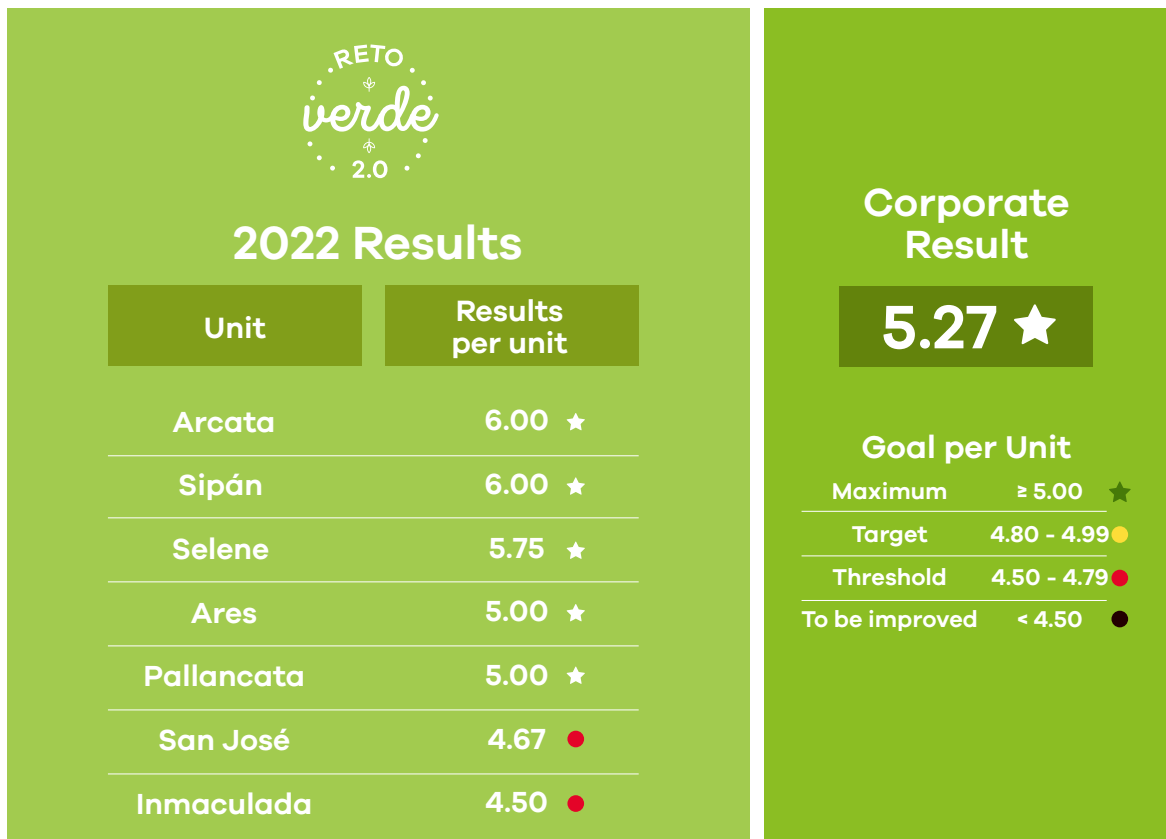 RETO
verde
2.0
2022 Results
Unit
Results
per unit
Arcata 6.00
Sipán 6.00
Selene 5.75
Ares 5.00
Pallancata 5.00
San José 4.67
Inmaculada 4.50
Corporate
Result
5.27
Goal per Unit
Maximum ≥ 5.00
Target 4.80 - 4.99
Threshold 4.50 - 4.79
To be improved < 4.50